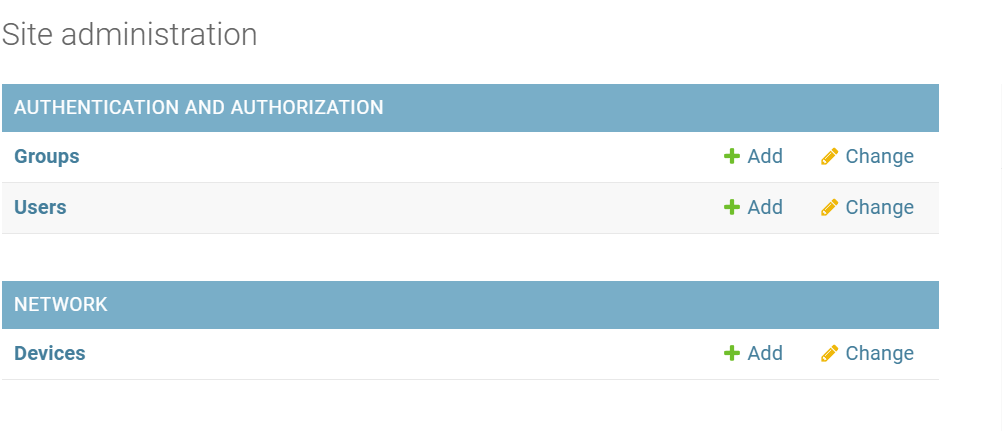 Site administration
AUTHENTICATION AND AUTHORIZATION
Groups Add Change
Users Add Change
NETWORK
Devices Add Change